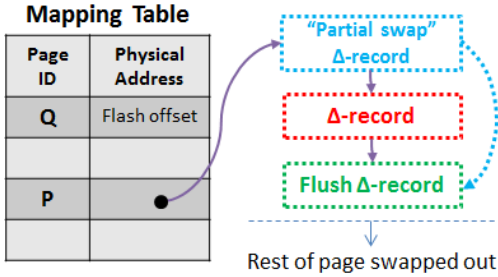 Mapping Table
Page
ID
Physical
Address
Q
Flash offset
P
"Partial swap"
Δ-record
Δ-record
Flush Δ-record
Rest of page swapped out